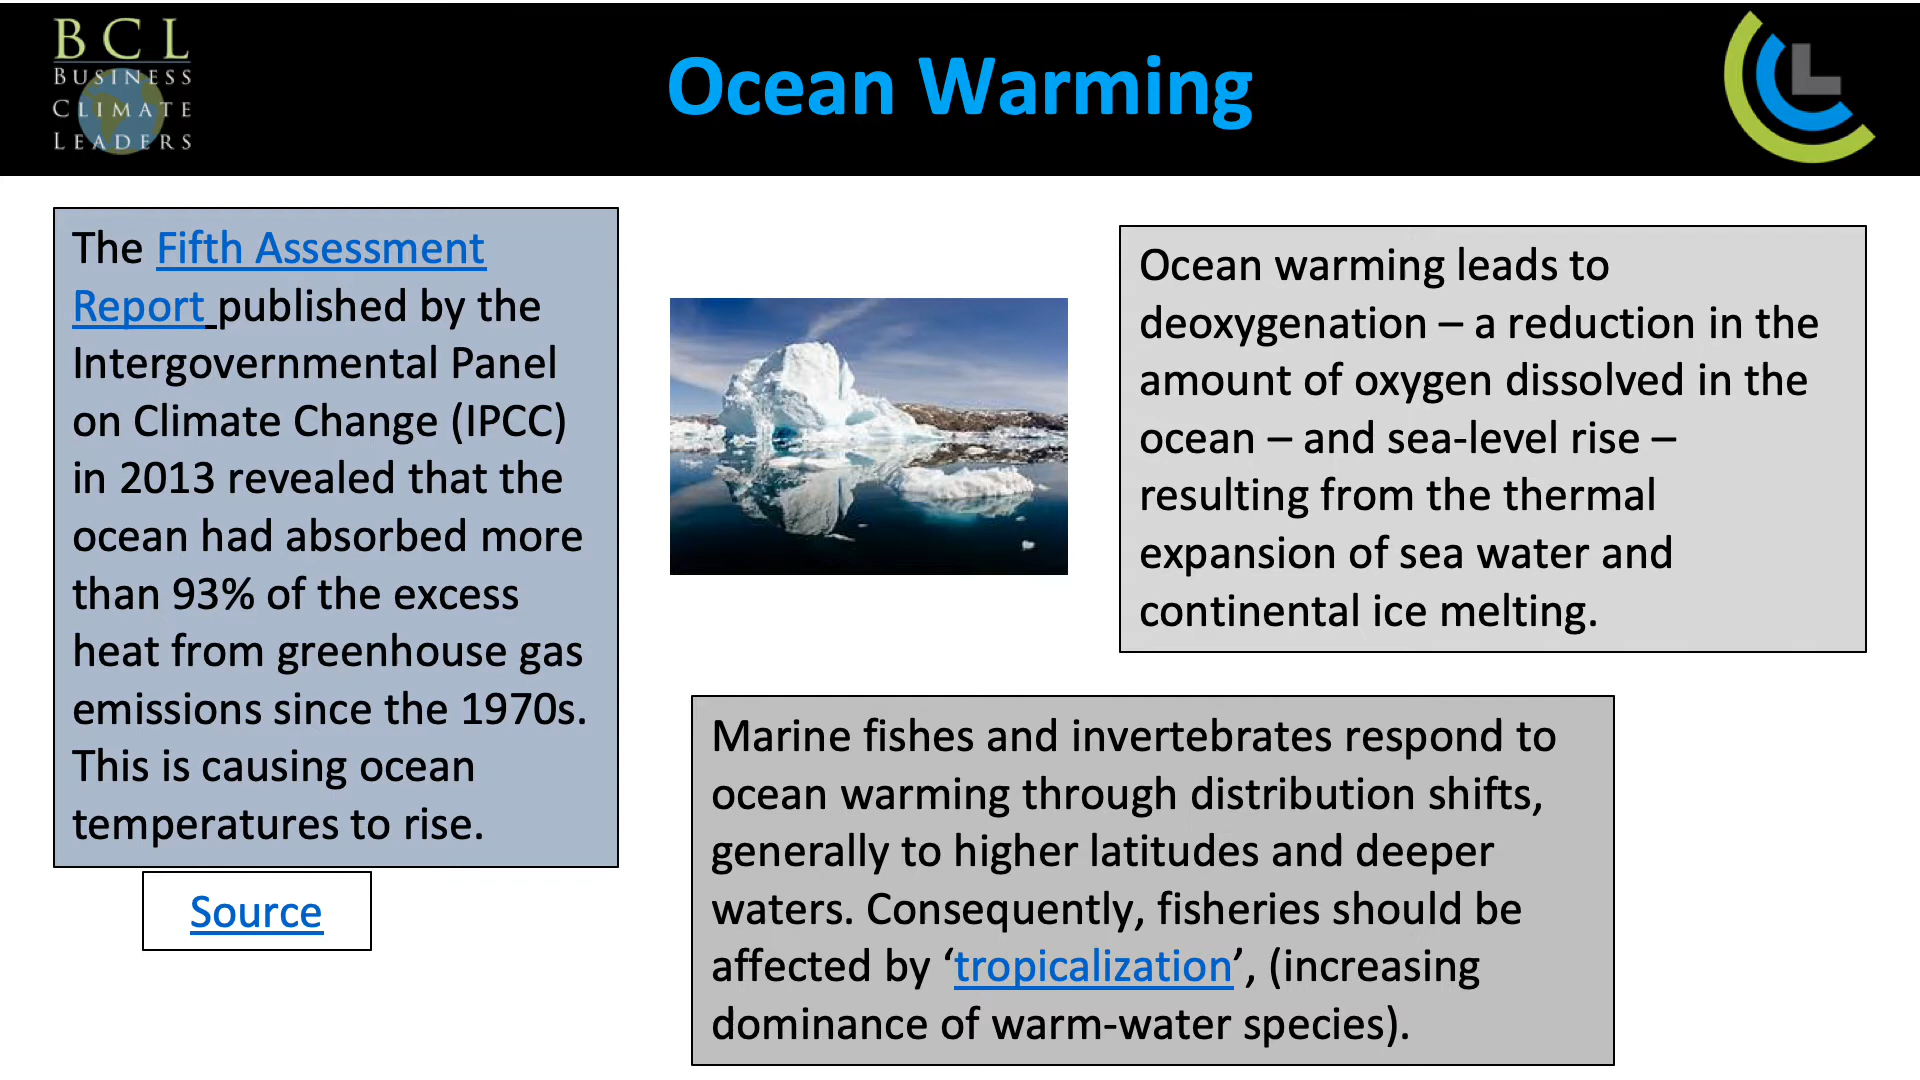 BCL
BUSINESS
CLIMATE
LEADERS
Ocean Warming
The Fifth Assessment
Report published by the
Intergovernmental Panel
on Climate Change (IPCC)
in 2013 revealed that the
ocean had absorbed more
than 93% of the excess
heat from greenhouse gas
emissions since the 1970s.
This is causing ocean
temperatures to rise.
Source
Ocean warming leads to
deoxygenation – a reduction in the
amount of oxygen dissolved in the
ocean – and sea-level rise –
resulting from the thermal
expansion of sea water and
continental ice melting.
Marine fishes and invertebrates respond to
ocean warming through distribution shifts,
generally to higher latitudes and deeper
waters. Consequently, fisheries should be
affected by ‘tropicalization’, (increasing
dominance of warm-water species).